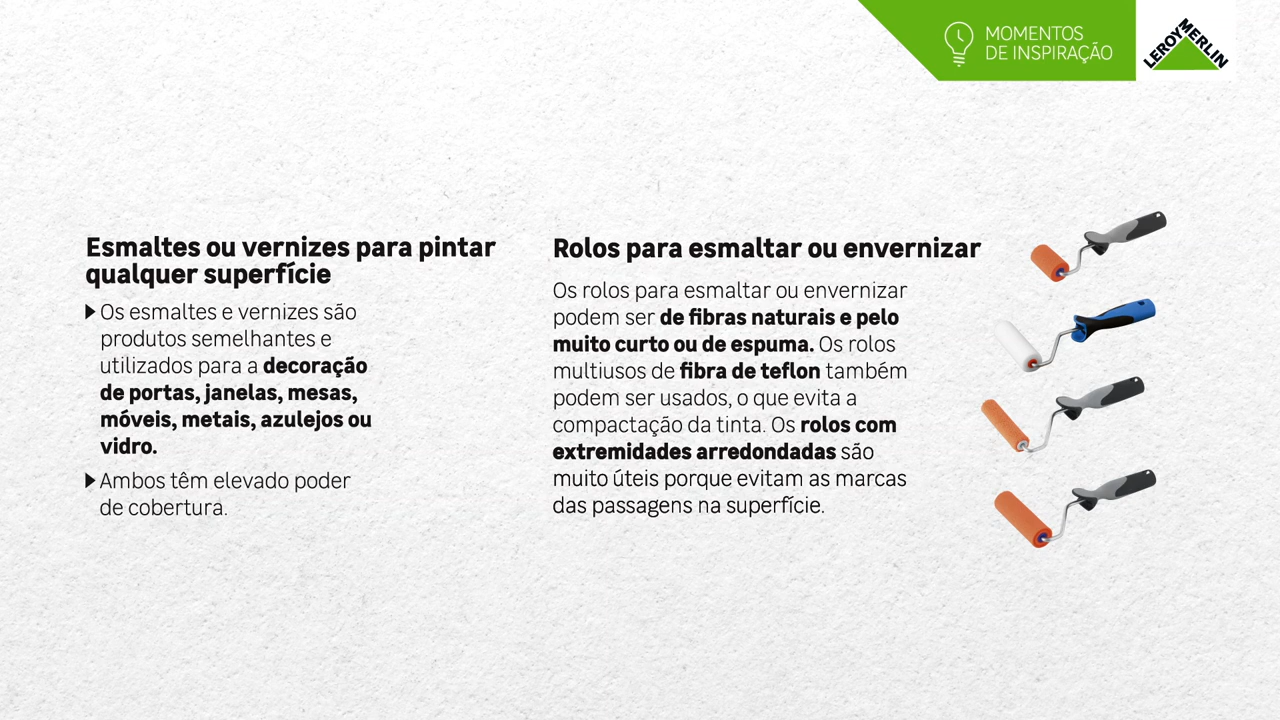 MOMENTOS
DE INSPIRAÇÃO
LEROY MERLIN
Esmaltes ou vernizes para pintar
qualquer superfície
Os esmaltes e vernizes são
produtos semelhantes e
utilizados para a decoração
de portas, janelas, mesas,
móveis, metais, azulejos ou
vidro.
Ambos têm elevado poder
de cobertura.
Rolos para esmaltar ou envernizar
Os rolos para esmaltar ou envernizar
podem ser de fibras naturais e pelo
muito curto ou de espuma. Os rolos
multiusos de fibra de teflon também
podem ser usados, o que evita a
compactação da tinta. Os rolos com
extremidades arredondadas são
muito úteis porque evitam as marcas
das passagens na superfície.